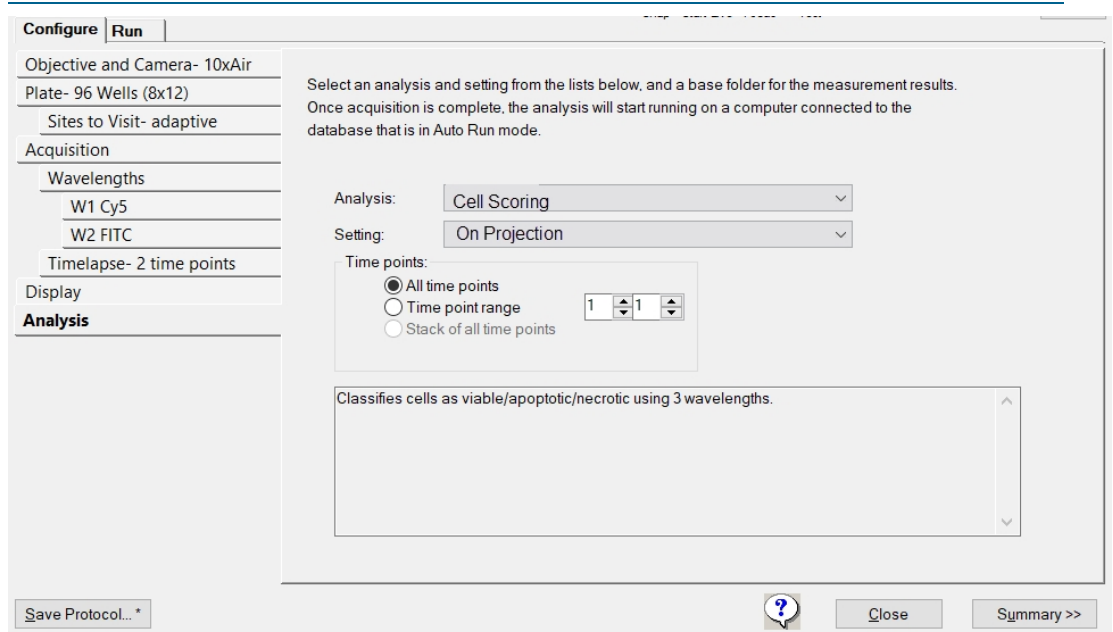 Configure Run
Objective and Camera- 10xAir
Plate- 96 Wells (8x12)
Sites to Visit- adaptive
Acquisition
Wavelengths
W1 Cy5
W2 FITC
Timelapse- 2 time points
Display
Analysis
Select an analysis and setting from the lists below, and a base folder for the measurement results.
Once acquisition is complete, the analysis will start running on a computer connected to the
database that is in Auto Run mode.
Analysis: Cell Scoring
Setting: On Projection
Time points:
All time points
Time point range 1 1
Stack of all time points
Classifies cells as viable/apoptotic/necrotic using 3 wavelengths.
Save Protocol... *
? Close Summary >>